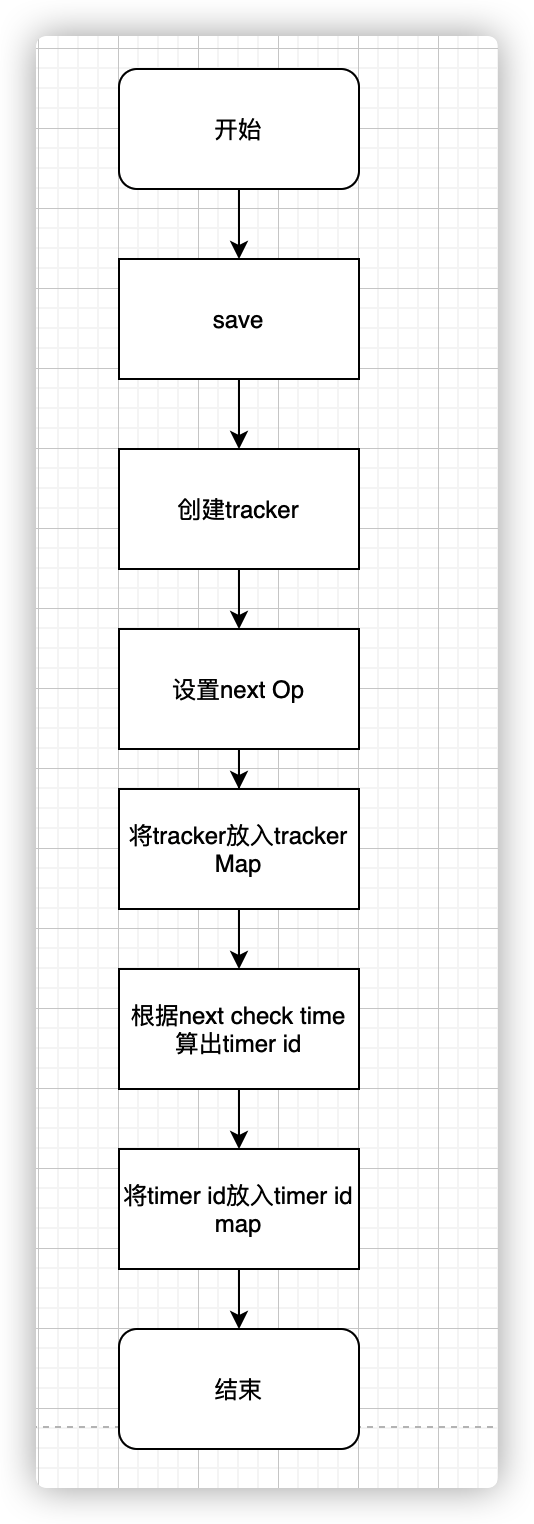 开始
save
创建tracker
设置next Op
将tracker放入tracker
Map
根据next check time
算出timer id
将timer id放入timer id
map
结束